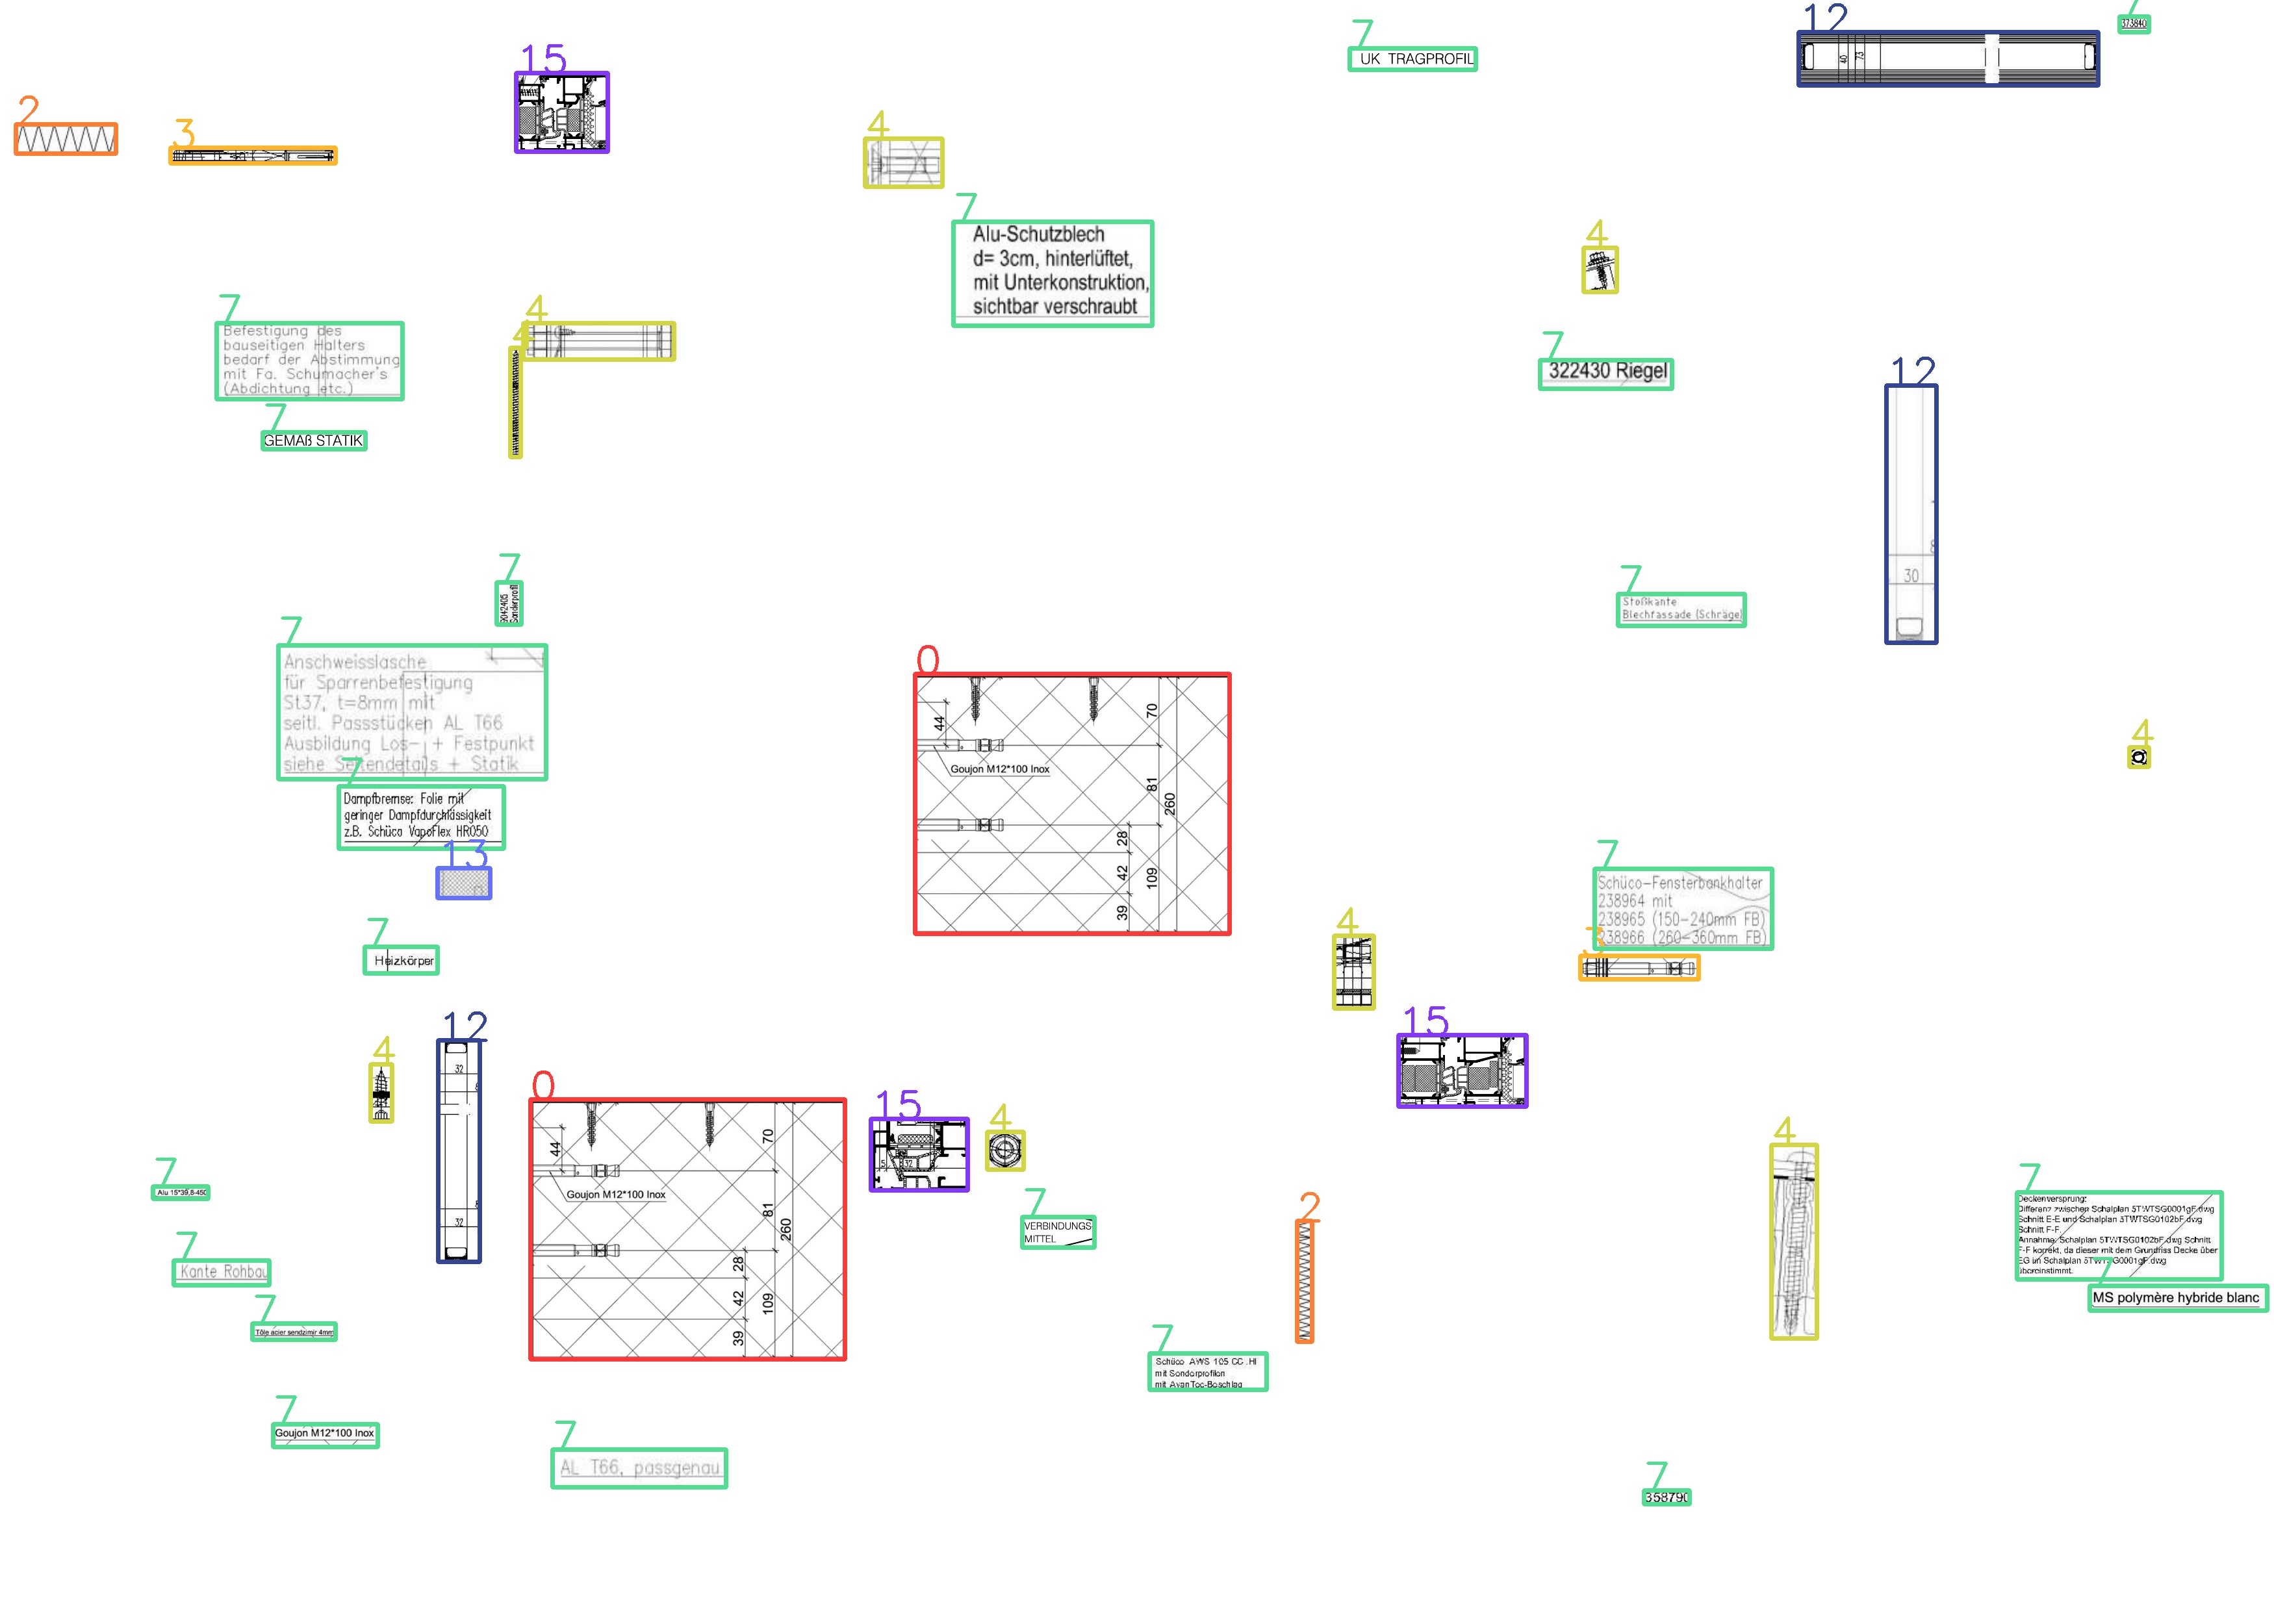 7
12
7
373840
15
UK TRAGPROFIL
40
73
2
3
4
7
Alu-Schutzblech
d= 3cm, hinterlüftet,
mit Unterkonstruktion,
sichtbar verschraubt
4
7
Befestigung des
bauseitigen Halters
bedarf der Abstimmung
mit Fa. Schumacher's
(Abdichtung etc.)
4
4
7
322430 Riegel
12
30
7
GEMAß STATIK
7
9042405
Sonderprofil
7
Stoßkante
Blechfassade (Schräge)
7
Anschweisslasche
für Sparrenbefestigung
St37, t=8mm mit
seitl. Passstücken AL T66
Ausbildung Los- + Festpunkt
siehe Seitendetails + Statik
0
44
70
Goujon M12*100 Inox
81
260
28
42
109
39
4
7
Dampfbremse: Folie mit
geringer Dampfdurchlässigkeit
z.B. Schüco VapoFlex HR050
13
7
Schüco-Fensterbankhalter
238964 mit
238965 (150-240mm FB)
238966 (260-360mm FB)
3
7
Heizkörper
4
15
4
12
32
32
0
44
70
Goujon M12*100 Inox
81
260
28
42
109
39
15
32
4
4
7
Alu 15*39,8-450
7
VERBINDUNGS
MITTEL
2
7
Deckenversprung:
Differenz zwischen Schalplan 5TWTSG0001gF.dwg
Schnitt E-E und Schalplan 5TWTSG0102bF.dwg
Schnitt F-F.
Annahme, Schalplan 5TWTSG0102bF.dwg Schnitt
F-F korrekt, da dieser mit dem Grundriss Decke über
EG im Schalplan 5TWTSG0001gF.dwg
übereinstimmt.
7
MS polymère hybride blanc
7
Kante Rohbau
7
Tôle acier sendzimir 4mm
7
Schüco AWS 105 CC .HI
mit Sonderprofilen
mit AvanTec-Beschlag
7
Goujon M12*100 Inox
7
AL T66, passgenau
7
358790